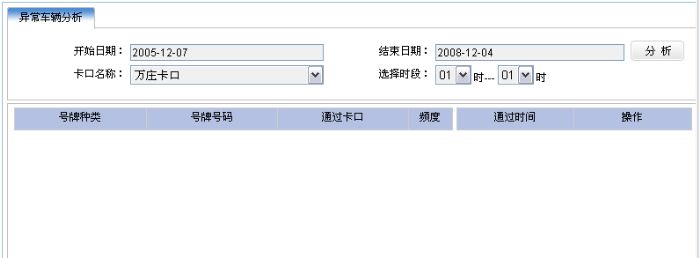 异常车辆分析
开始日期： 2005-12-07 结束日期： 2008-12-04 分 析
卡口名称： 万庄卡口 选择时段： 01 时--- 01 时
号牌种类 号牌号码 通过卡口 频度 通过时间 操作